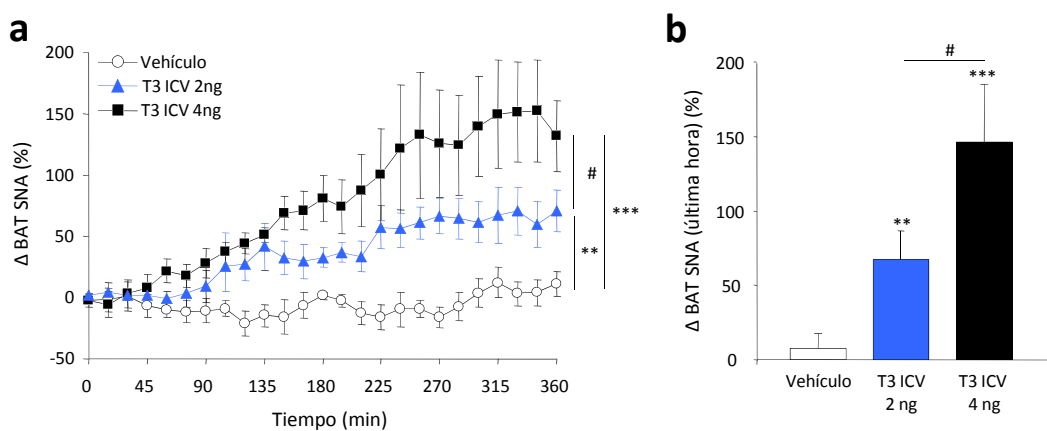 a
b
Vehículo
T3 ICV 2ng
T3 ICV 4ng
Δ BAT SNA (%)
200
150
100
50
0
-50
0 45 90 135 180 225 270 315 360
Tiempo (min)
#
***
**
Δ BAT SNA (última hora) (%)
200
150
100
50
0
#
***
**
Vehículo
T3 ICV
2 ng
T3 ICV
4 ng